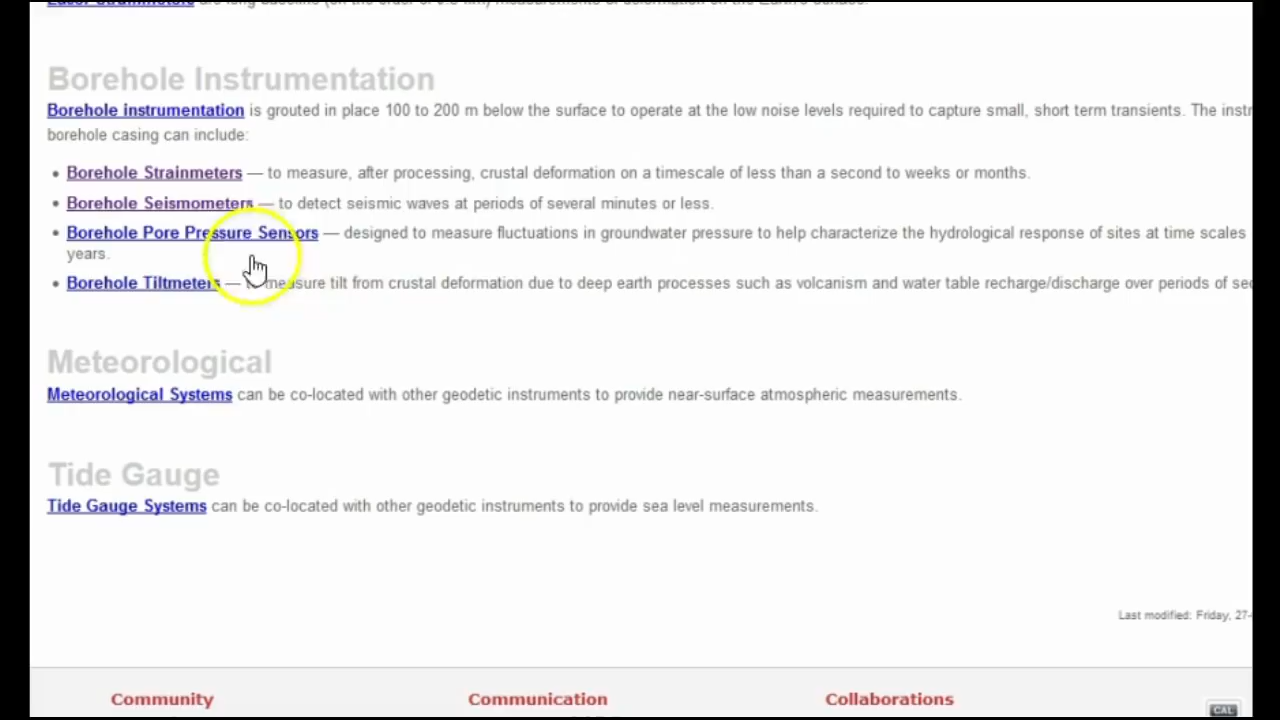 Borehole Instrumentation
Borehole instrumentation is grouted in place 100 to 200 m below the surface to operate at the low noise levels required to capture small, short term transients. The
borehole casing can include:
• Borehole Strainmeters — to measure, after processing, crustal deformation on a timescale of less than a second to weeks or months.
• Borehole Seismometers — to detect seismic waves at periods of several minutes or less.
• Borehole Pore Pressure Sensors — designed to measure fluctuations in groundwater pressure to help characterize the hydrological response of sites at time scales
years.
• Borehole Tiltmeters — to measure tilt from crustal deformation due to deep earth processes such as volcanism and water table recharge/discharge over periods of
Meteorological
Meteorological Systems can be co-located with other geodetic instruments to provide near-surface atmospheric measurements.
Tide Gauge
Tide Gauge Systems can be co-located with other geodetic instruments to provide sea level measurements.
Last modified: Friday, 27-
Community Communication Collaborations
CAL